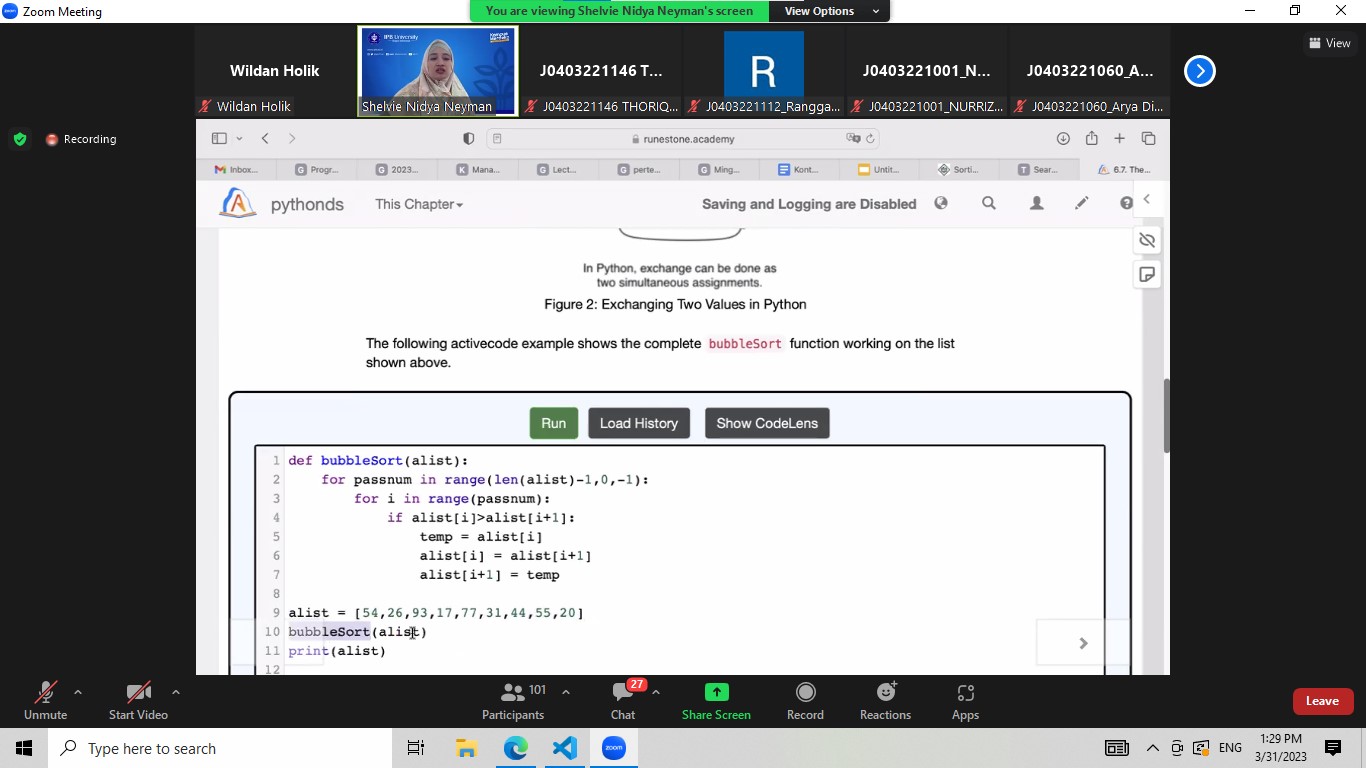 Zoom Meeting
You are viewing Shelvie Nidya Neyman's screen
View Options
Wildan Holik
Wildan Holik
IPB University
Shelvie Nidya Neyman
J0403221146 T...
J0403221146 THORIQ...
R
J0403221112_Rangga...
J0403221001_N...
J0403221001_NURRIZ...
J0403221060_A...
J0403221060_Arya Di...
View
Recording
runestone.academy
Inbox...
Progr...
2023...
Mana...
Lect...
perte...
Ming...
Kont...
Untit...
Sorti...
Sear...
6.7. The...
pythonds
This Chapter
Saving and Logging are Disabled
In Python, exchange can be done as
two simultaneous assignments.
Figure 2: Exchanging Two Values in Python
The following activecode example shows the complete bubbleSort function working on the list
shown above.
Run
Load History
Show CodeLens
1 def bubbleSort(alist):
2     for passnum in range(len(alist)-1,0,-1):
3         for i in range(passnum):
4             if alist[i]>alist[i+1]:
5                 temp = alist[i]
6                 alist[i] = alist[i+1]
7                 alist[i+1] = temp
8
9 alist = [54,26,93,17,77,31,44,55,20]
10 bubbleSort(alist)
11 print(alist)
12
Unmute
Start Video
101
Participants
27
Chat
Share Screen
Record
Reactions
Apps
Leave
Type here to search
zoom
ENG
1:29 PM
3/31/2023